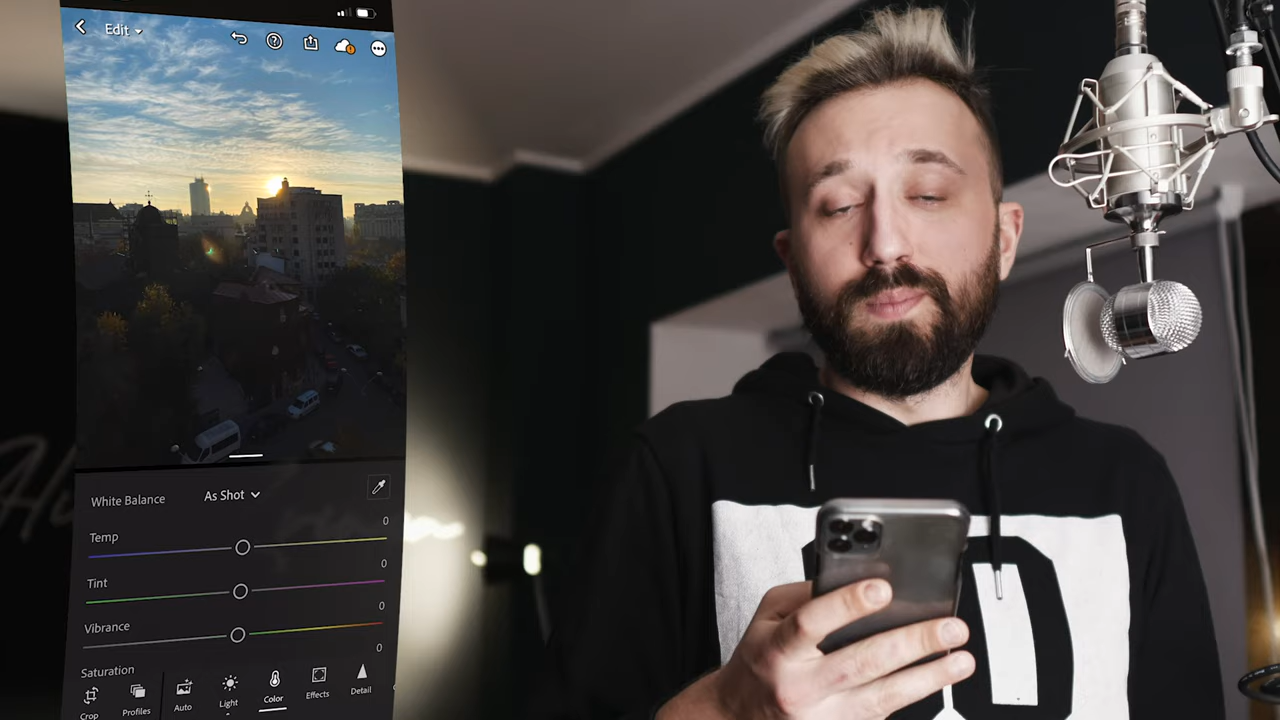 Edit
White Balance
As Shot
0
Temp
0
Tint
0
Vibrance
0
Saturation
Crop
Profiles
Auto
Light
Color
Effects
Detail